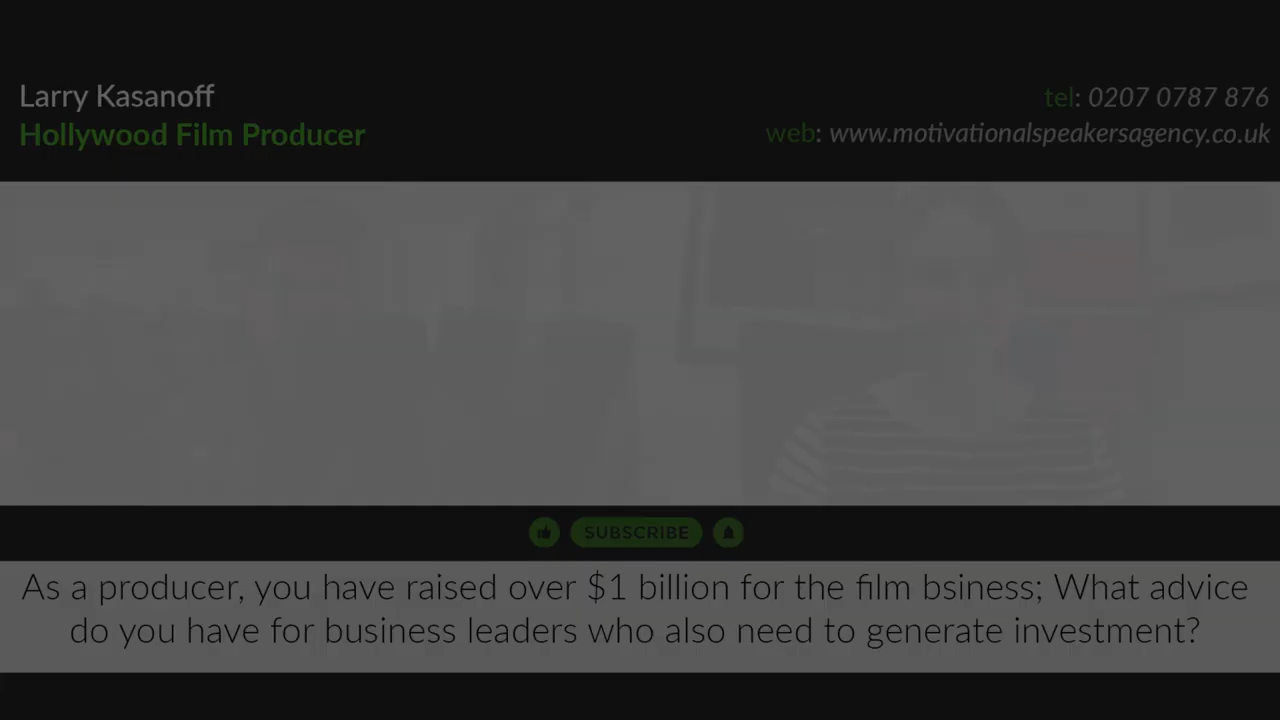 Larry Kasanoff
Hollywood Film Producer
tel: 0207 0787 876
web: www.motivationalspeakersagency.co.uk
SUBSCRIBE
As a producer, you have raised over $1 billion for the film bsiness; What advice
do you have for business leaders who also need to generate investment?